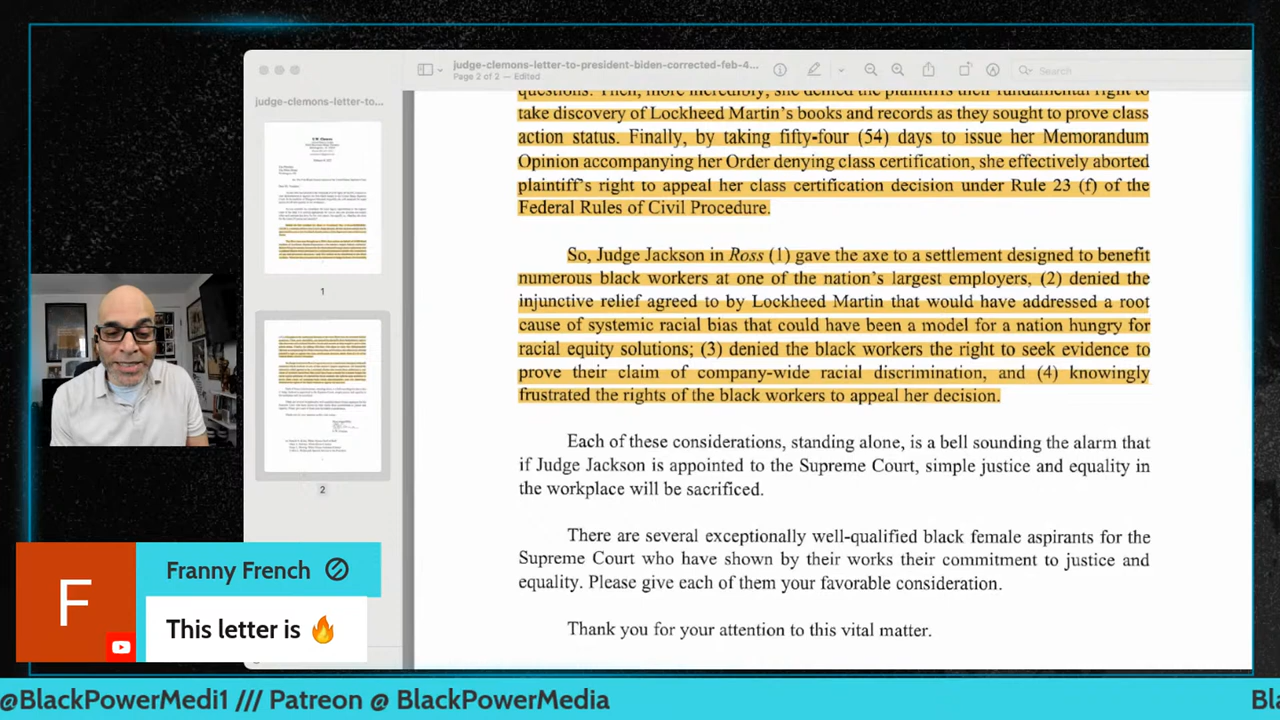 judge-clemons-letter-to-president-biden-corrected-feb-4...
Page 2 of 2 — Edited
Search
judge-clemons-letter-to...
1
2
questions. Then, more incredibly, she denied the plaintiffs their fundamental right to
take discovery of Lockheed Martin's books and records as they sought to prove class
action status. Finally, by taking fifty-four (54) days to issue her Memorandum
Opinion accompanying her Order denying class certification, she effectively aborted
plaintiff's right to appeal the class certification decision under Rule 23 (f) of the
Federal Rules of Civil Procedure.
So, Judge Jackson in Ross (1) gave the axe to a settlement designed to benefit
numerous black workers at one of the nation's largest employers, (2) denied the
injunctive relief agreed to by Lockheed Martin that would have addressed a root
cause of systemic racial bias that could have been a model for a nation hungry for
racial equity solutions; (3) denied black workers the right to seek evidence to
prove their claim of company-wide racial discrimination, and (4) knowingly
frustrated the rights of the black workers to appeal her decision.
Each of these consideration, standing alone, is a bell sounding the alarm that
if Judge Jackson is appointed to the Supreme Court, simple justice and equality in
the workplace will be sacrificed.
There are several exceptionally well-qualified black female aspirants for the
Supreme Court who have shown by their works their commitment to justice and
equality. Please give each of them your favorable consideration.
Thank you for your attention to this vital matter.
F
Franny French
This letter is 🔥
@BlackPowerMedi1 /// Patreon @ BlackPowerMedia
Bla